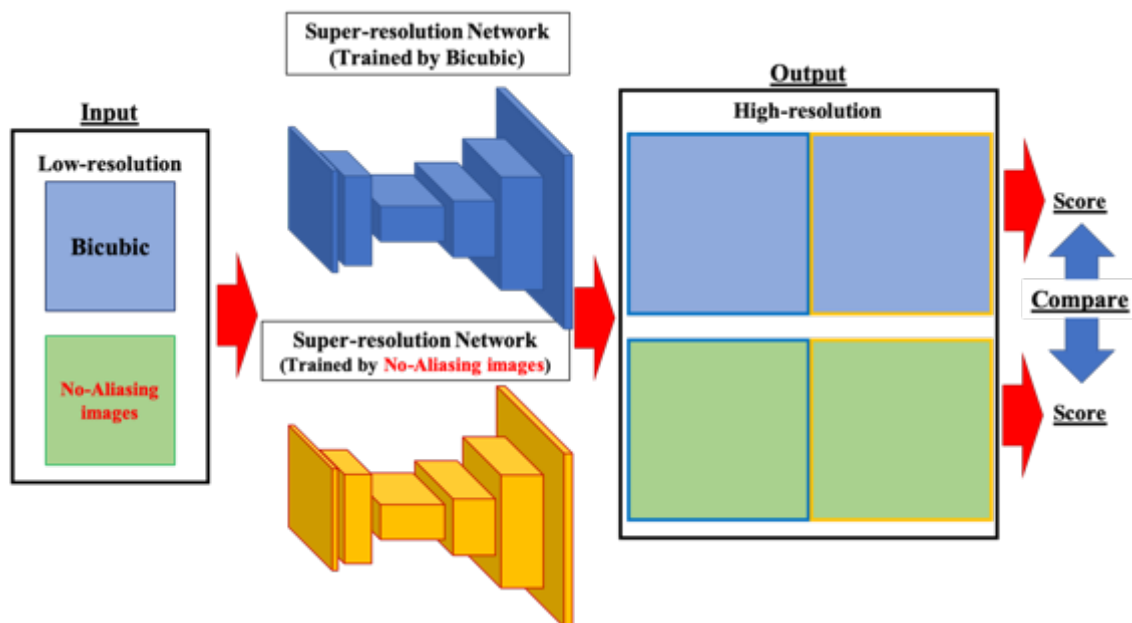 Input
Low-resolution
Bicubic
No-Aliasing
images
Super-resolution Network
(Trained by Bicubic)
Super-resolution Network
(Trained by No-Aliasing images)
Output
High-resolution
Score
Compare
Score